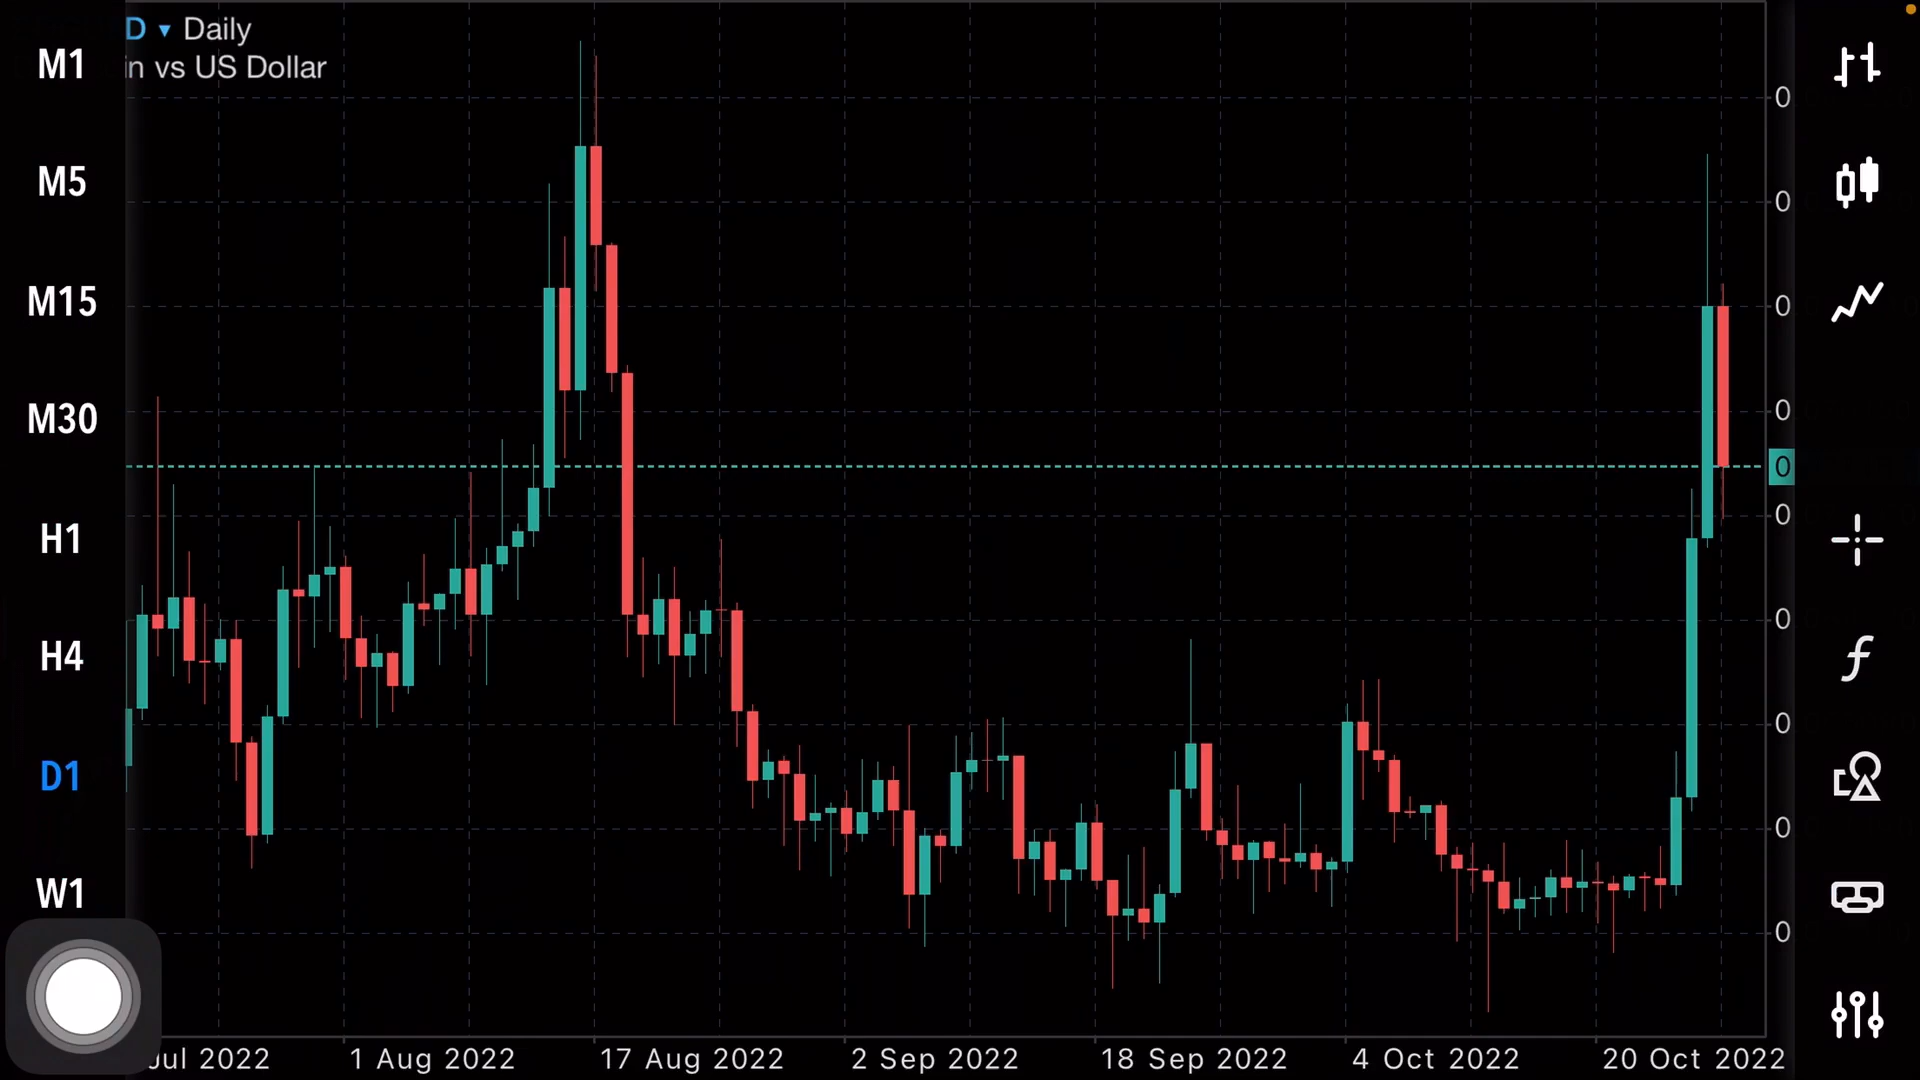 D ▾ Daily
in vs US Dollar
M1
M5
M15
M30
H1
H4
D1
W1
0
0
0
0
0
0
0
0
0
0
Jul 2022
1 Aug 2022
17 Aug 2022
2 Sep 2022
18 Sep 2022
4 Oct 2022
20 Oct 2022
f